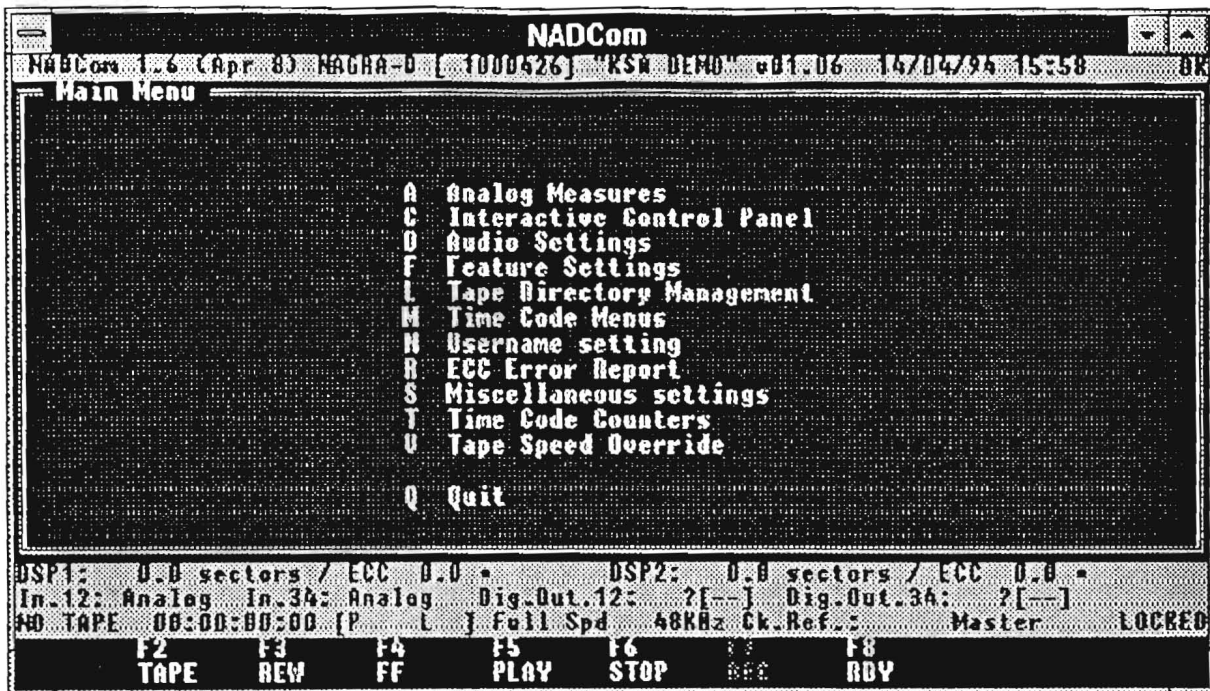 NADCom
NADCom 1.6 (Apr 8) NAGRA-D [ 1000426] "KSA DEMO" v01.06 14/04/94 15:58 OK
Main Menu
A Analog Measures
C Interactive Control Panel
D Audio Settings
F Feature Settings
L Tape Directory Management
M Time Code Menus
N Username setting
R ECC Error Report
S Miscellaneous settings
T Time Code Counters
V Tape Speed Override
Q Quit
DSP1: 0.0 sectors / ECC 0.0 DSP2: 0.0 sectors / ECC 0.0
In.12: Analog In.34: Analog Dig.Out.12: ?[--] Dig.Out.34: ?[--]
NO TAPE 00:00:00:00 [P L ] Full Spd 48KHz Ck.Ref.: Master LOCKED
F2 F3 F4 F5 F6 F8
TAPE REW FF PLAY STOP REC RDY